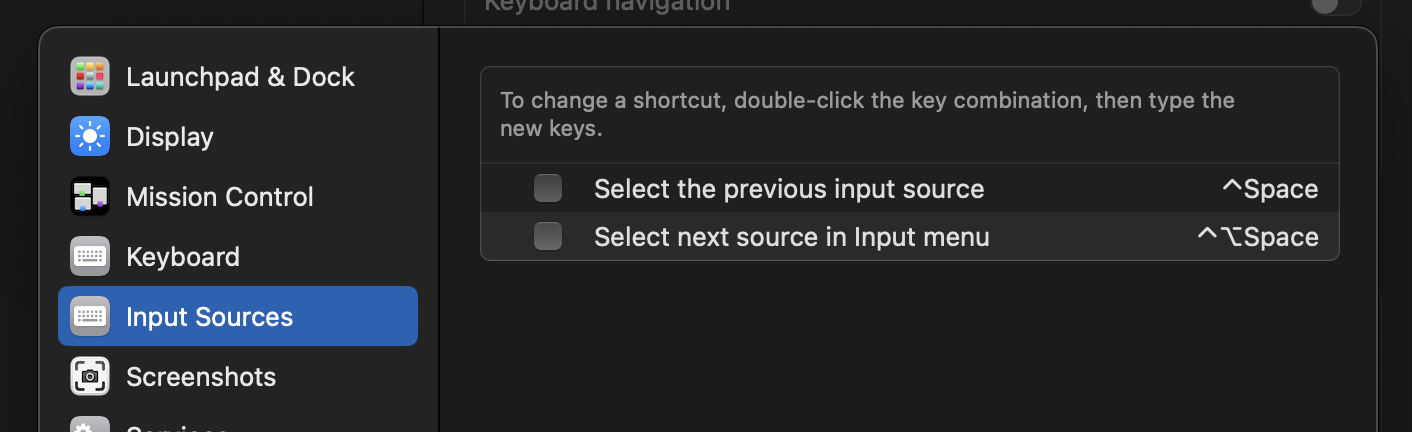 Keyboard navigation
Launchpad & Dock
Display
Mission Control
Keyboard
Input Sources
Screenshots
Services
To change a shortcut, double-click the key combination, then type the
new keys.
Select the previous input source ^Space
Select next source in Input menu ^⌥Space